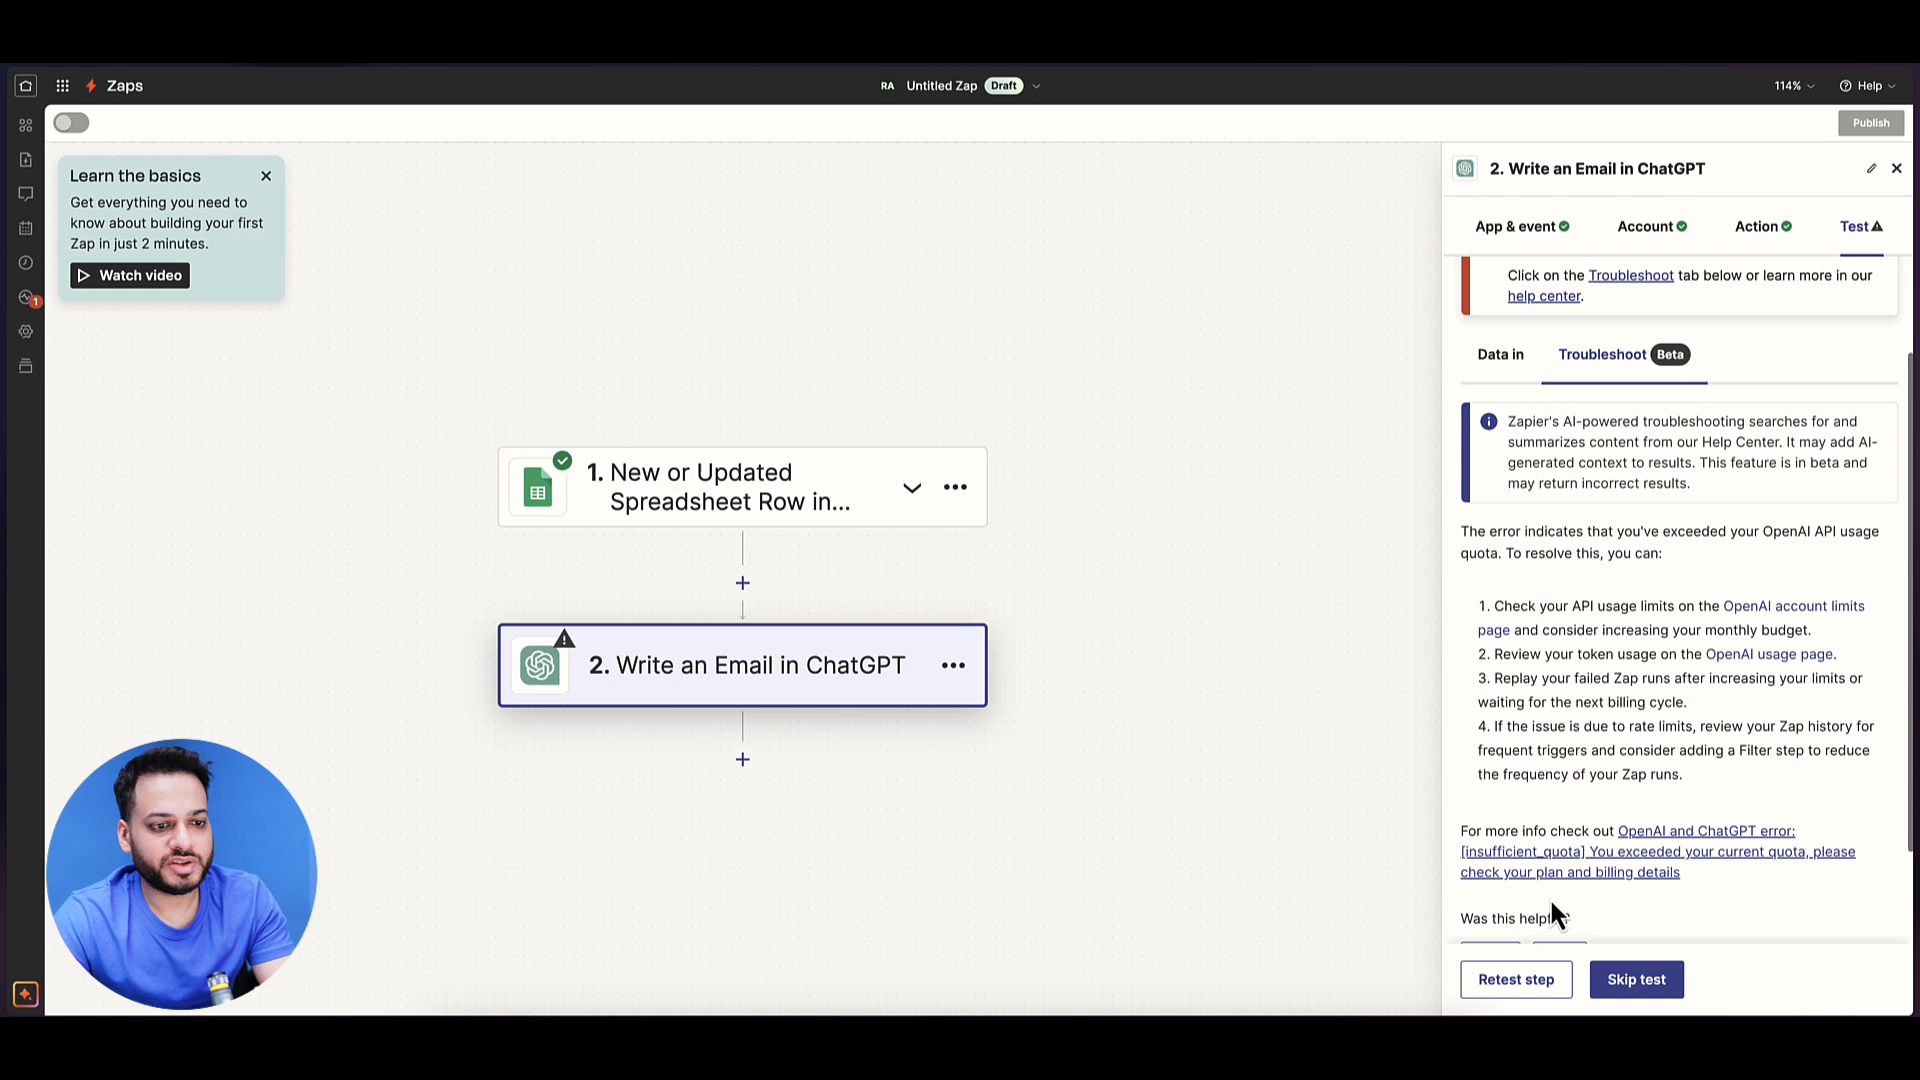 Zaps
RA Untitled Zap Draft
114%
Help
Publish
Learn the basics
Get everything you need to
know about building your first
Zap in just 2 minutes.
Watch video
1
1. New or Updated
Spreadsheet Row in...
2. Write an Email in ChatGPT
2. Write an Email in ChatGPT
App & event
Account
Action
Test
Click on the Troubleshoot tab below or learn more in our
help center.
Data in
Troubleshoot Beta
Zapier's AI-powered troubleshooting searches for and
summarizes content from our Help Center. It may add AI-
generated context to results. This feature is in beta and
may return incorrect results.
The error indicates that you've exceeded your OpenAI API usage
quota. To resolve this, you can:
1. Check your API usage limits on the OpenAI account limits
page and consider increasing your monthly budget.
2. Review your token usage on the OpenAI usage page.
3. Replay your failed Zap runs after increasing your limits or
waiting for the next billing cycle.
4. If the issue is due to rate limits, review your Zap history for
frequent triggers and consider adding a Filter step to reduce
the frequency of your Zap runs.
For more info check out OpenAI and ChatGPT error:
[insufficient_quota] You exceeded your current quota, please
check your plan and billing details
Was this
Retest step
Skip test